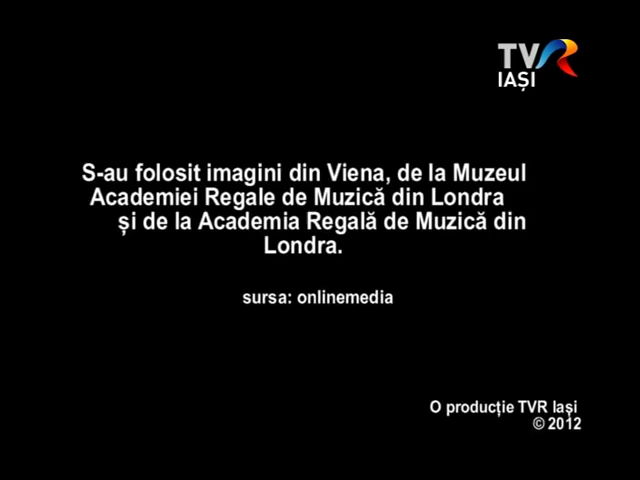 TVR
IAȘI
S-au folosit imagini din Viena, de la Muzeul
Academiei Regale de Muzică din Londra
și de la Academia Regală de Muzică din
Londra.
sursa: onlinemedia
O producție TVR Iași
© 2012